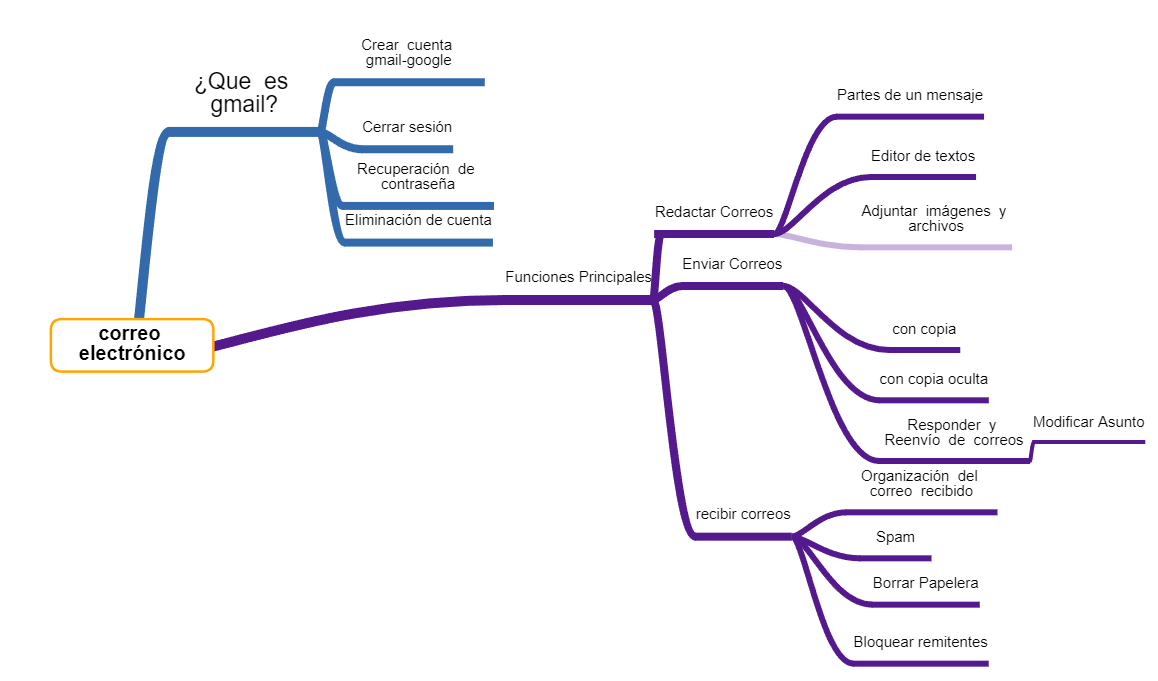 Crear cuenta
gmail-google
¿Que es
gmail?
Cerrar sesión
Recuperación de
contraseña
Eliminación de cuenta
correo
electrónico
Funciones Principales
Redactar Correos
Partes de un mensaje
Editor de textos
Adjuntar imágenes y
archivos
Enviar Correos
con copia
con copia oculta
Responder y
Reenvío de correos
Modificar Asunto
recibir correos
Organización del
correo recibido
Spam
Borrar Papelera
Bloquear remitentes